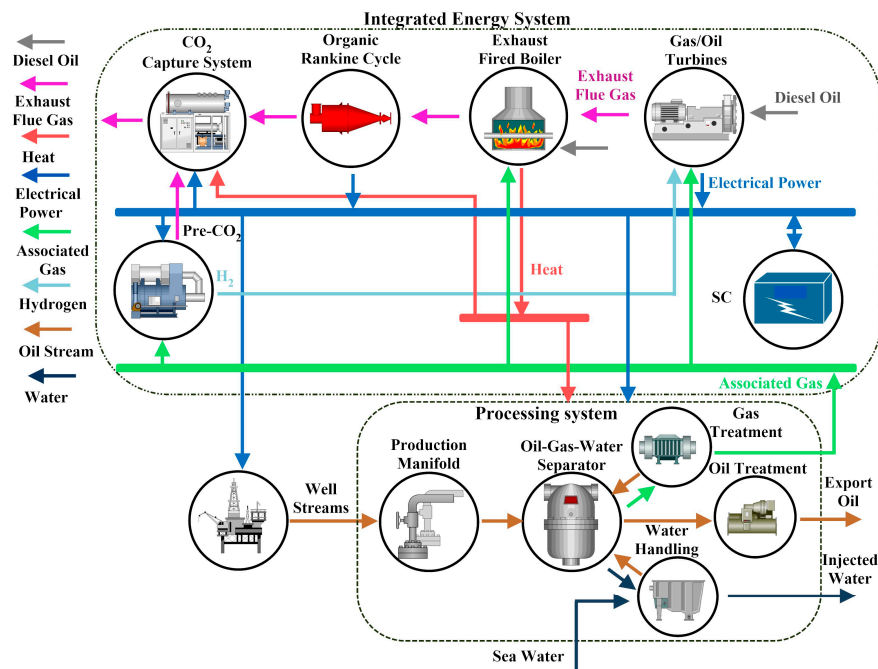 Integrated Energy System
Diesel Oil
Exhaust
Flue Gas
Heat
Electrical
Power
Associated
Gas
Hydrogen
Oil Stream
Water
CO₂
Capture System
Organic
Rankine Cycle
Exhaust
Fired Boiler
Gas/Oil
Turbines
Exhaust
Flue Gas
Diesel Oil
Electrical Power
Pre-CO₂
H₂
Heat
SC
Associated Gas
Processing system
Gas
Treatment
Production
Manifold
Oil-Gas-Water
Separator
Oil Treatment
Well
Streams
Export
Oil
Water
Handling
Injected
Water
Sea Water